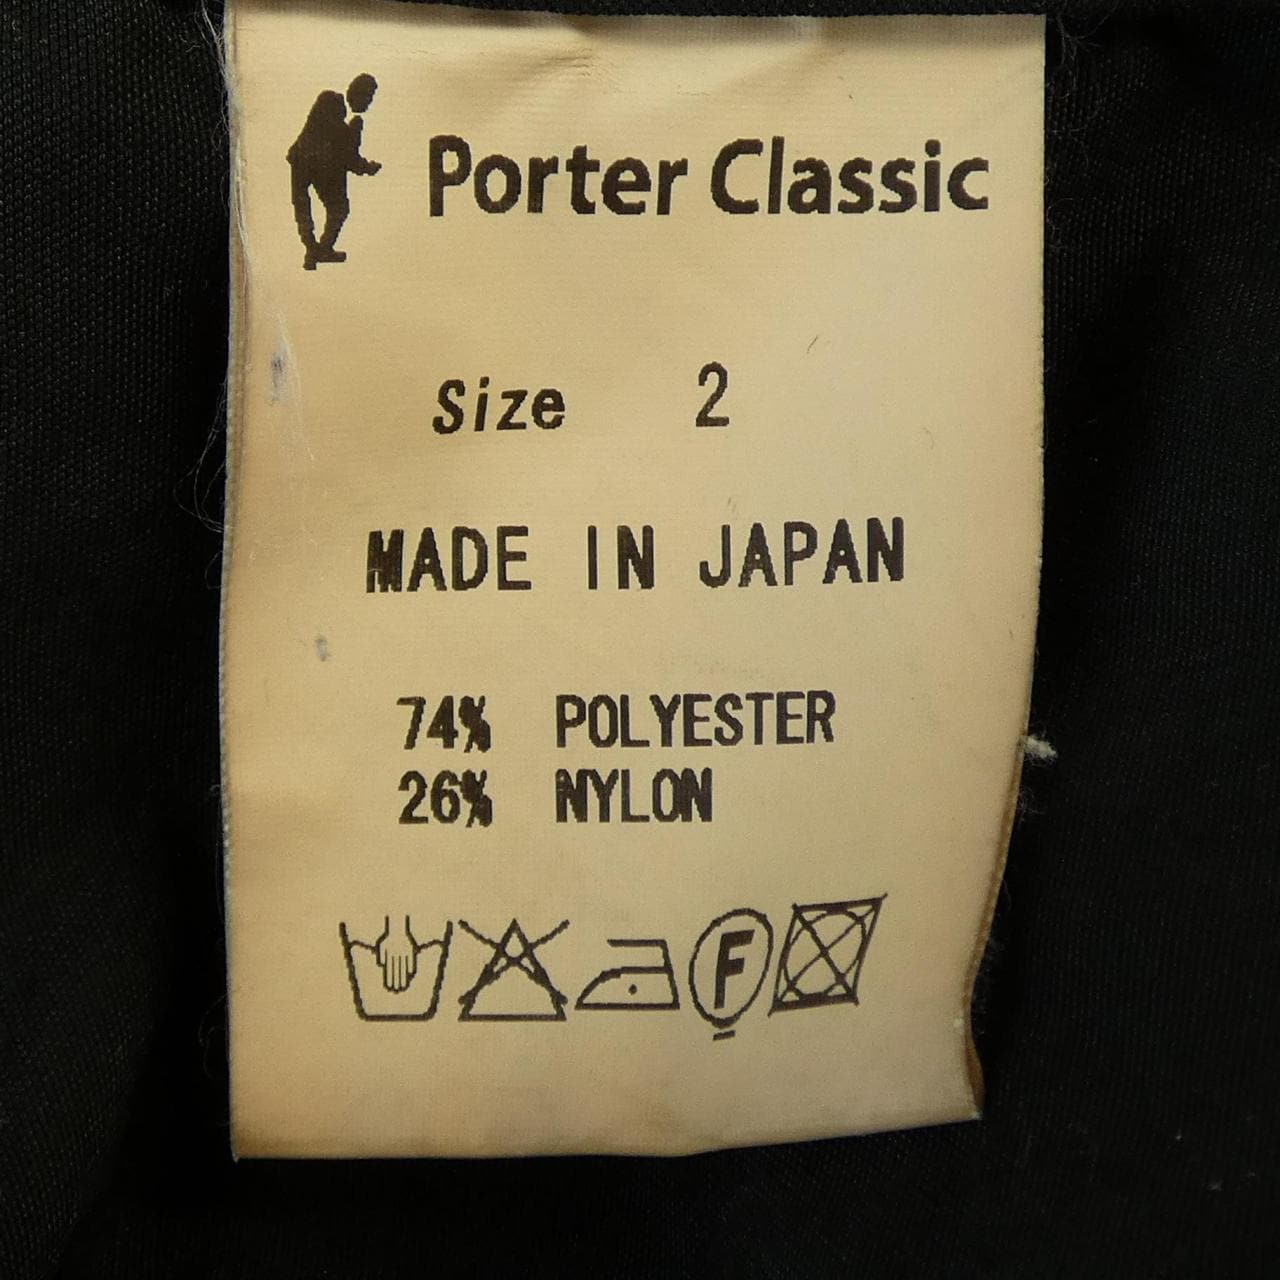 Porter Classic
Size 2
MADE IN JAPAN
74% POLYESTER
26% NYLON
F